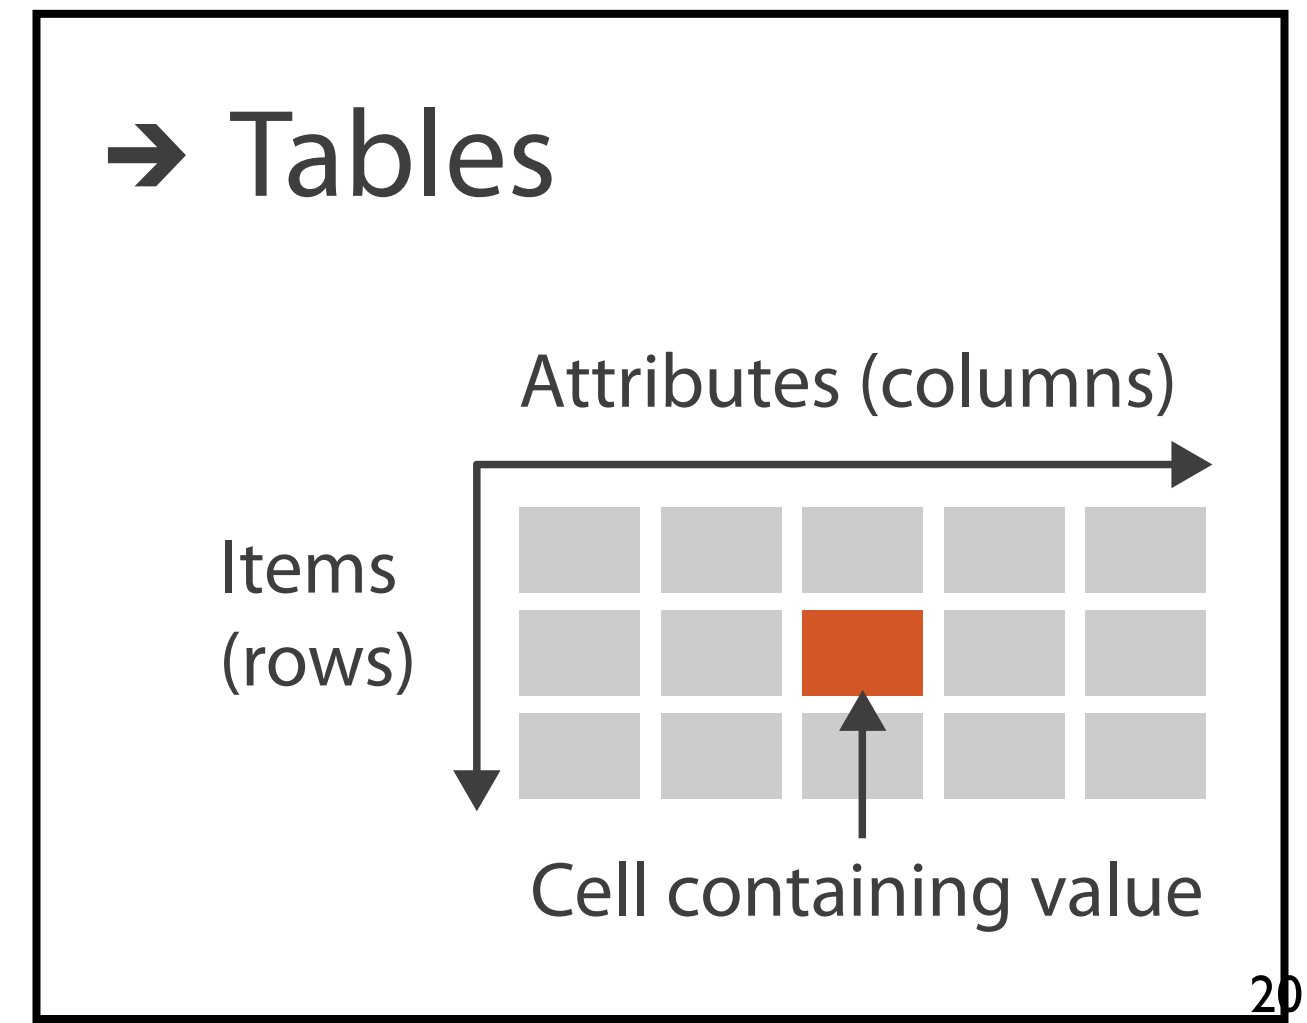 ➔ Tables
Attributes (columns)
Items
(rows)
Cell containing value
20